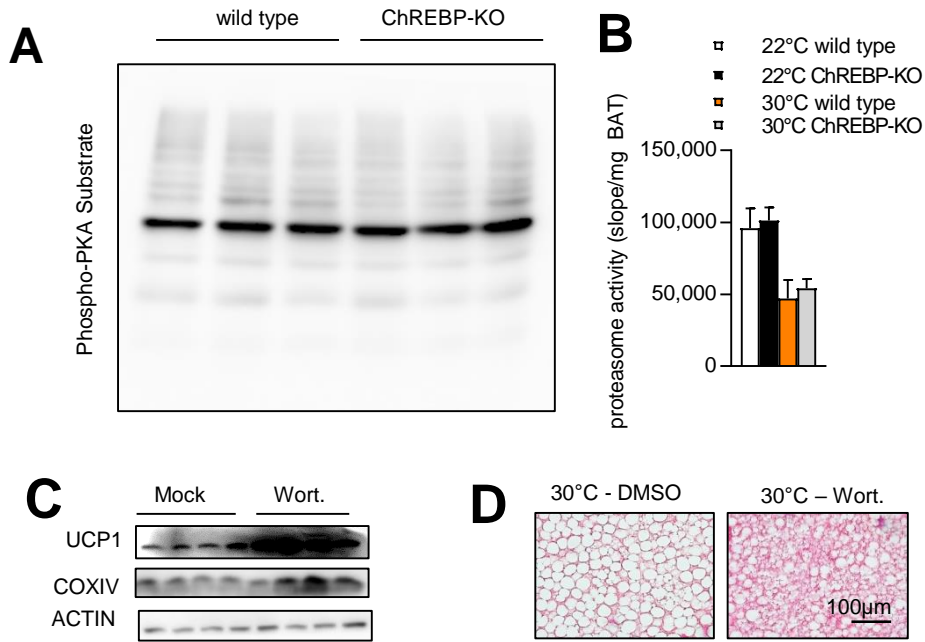 A
wild type
ChREBP-KO
Phospho-PKA Substrate
B
22°C wild type
22°C ChREBP-KO
30°C wild type
30°C ChREBP-KO
proteasome activity (slope/mg BAT)
150,000
100,000
50,000
0
C
Mock
Wort.
UCP1
COXIV
ACTIN
D
30°C - DMSO
30°C – Wort.
100µm